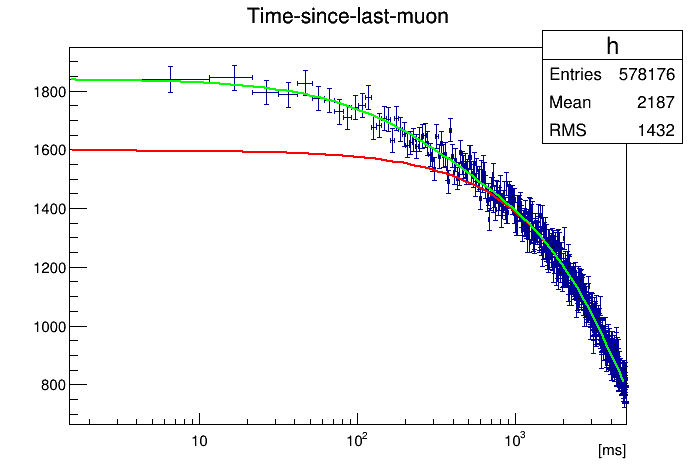 Time-since-last-muon
h
Entries 578176
Mean 2187
RMS 1432
1800
1600
1400
1200
1000
800
10
10²
10³
[ms]